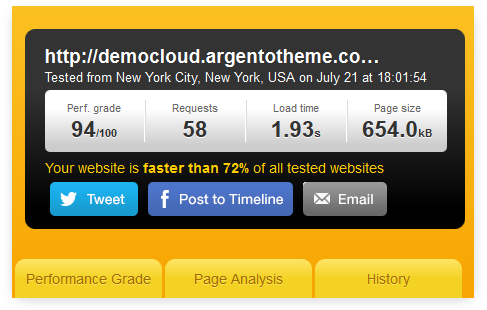 http://democloud.argentotheme.co...
Tested from New York City, New York, USA on July 21 at 18:01:54
Perf. grade Requests Load time Page size
94/100 58 1.93s 654.0kB
Your website is faster than 72% of all tested websites
Tweet Post to Timeline Email
Performance Grade Page Analysis History